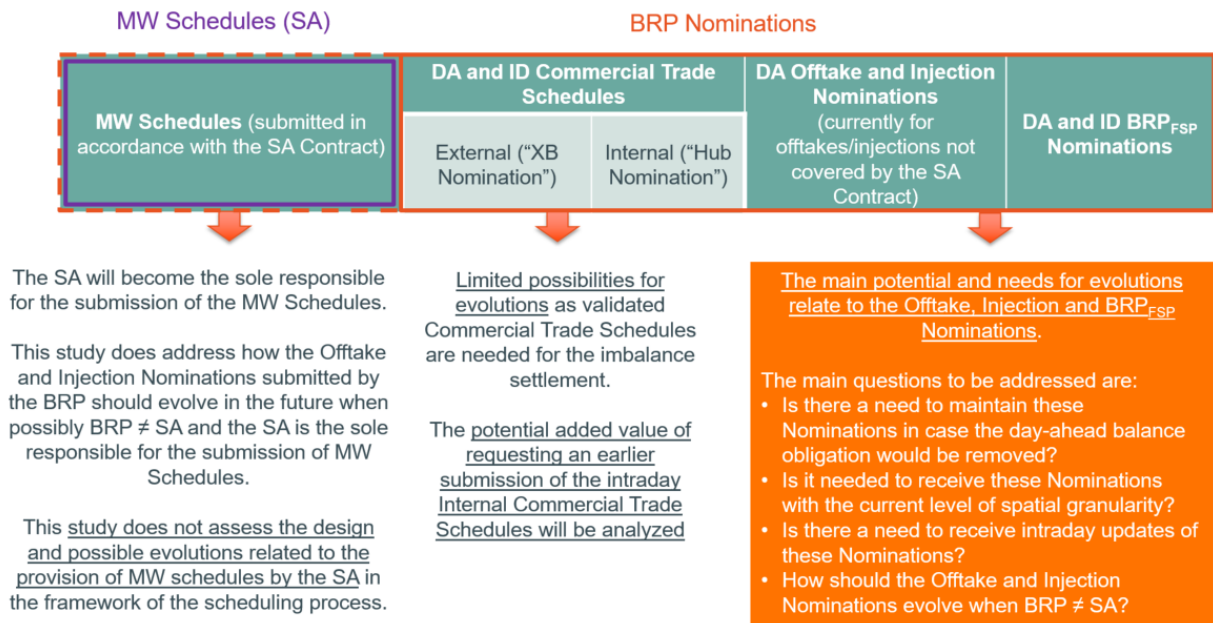 MW Schedules (SA)
BRP Nominations
MW Schedules (submitted in
accordance with the SA Contract)
DA and ID Commercial Trade
Schedules
External (“XB
Nomination”)
Internal (“Hub
Nomination”)
DA Offtake and Injection
Nominations
(currently for
offtakes/injections not
covered by the SA
Contract)
DA and ID BRPFSP
Nominations
The SA will become the sole responsible
for the submission of the MW Schedules.
This study does address how the Offtake
and Injection Nominations submitted by
the BRP should evolve in the future when
possibly BRP ≠ SA and the SA is the sole
responsible for the submission of MW
Schedules.
This study does not assess the design
and possible evolutions related to the
provision of MW schedules by the SA in
the framework of the scheduling process.
Limited possibilities for
evolutions as validated
Commercial Trade Schedules
are needed for the imbalance
settlement.
The potential added value of
requesting an earlier
submission of the intraday
Internal Commercial Trade
Schedules will be analyzed
The main potential and needs for evolutions
relate to the Offtake, Injection and BRPFSP
Nominations.
The main questions to be addressed are:
• Is there a need to maintain these
Nominations in case the day-ahead balance
obligation would be removed?
• Is it needed to receive these Nominations
with the current level of spatial granularity?
• Is there a need to receive intraday updates of
these Nominations?
• How should the Offtake and Injection
Nominations evolve when BRP ≠ SA?